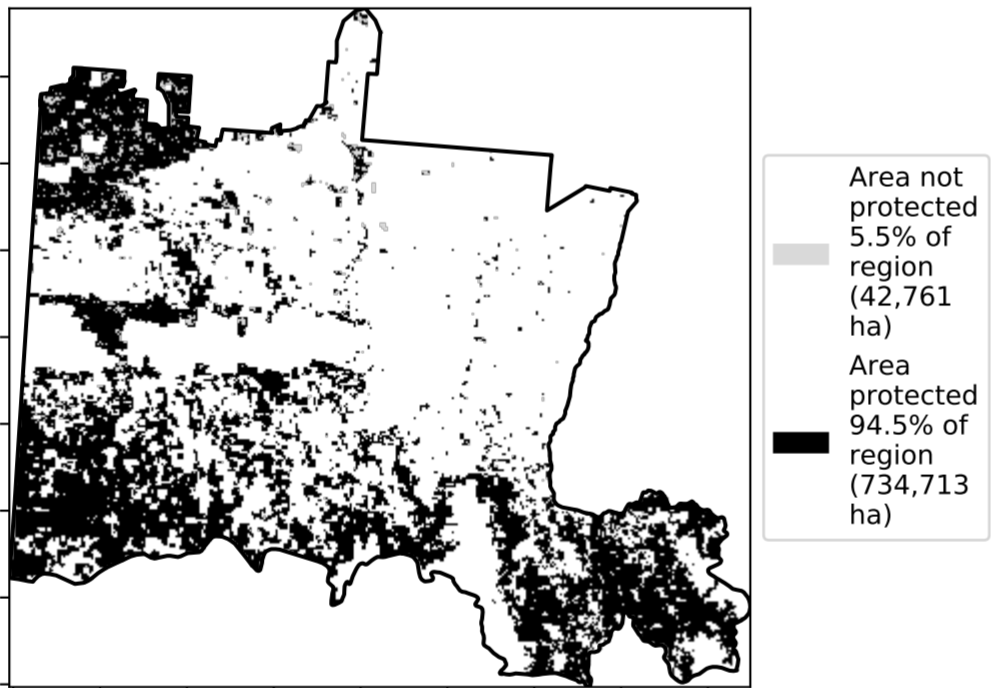 Area not
protected
5.5% of
region
(42,761
ha)
Area
protected
94.5% of
region
(734,713
ha)